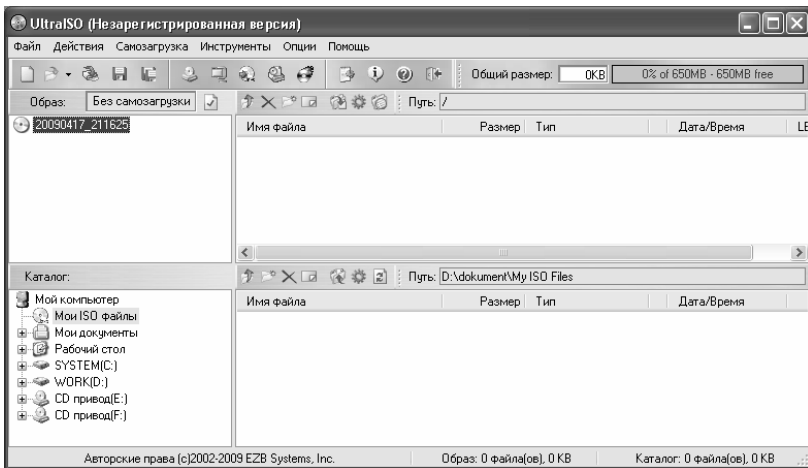 UltraISO (Незарегистрированная версия)
Файл Действия Самозагрузка Инструменты Опции Помощь
Общий размер: 0KB 0% of 650MB - 650MB free
Образ: Без самозагрузки Путь: /
20090417_211625
Имя файла Размер Тип Дата/Время
Каталог: Путь: D:\dokument\My ISO Files
Мой компьютер
Мои ISO файлы
Мои документы
Рабочий стол
SYSTEM(C:)
WORK(D:)
CD привод(E:)
CD привод(F:)
Имя файла Размер Тип Дата/Время
Авторские права (c)2002-2009 EZB Systems, Inc. Образ: 0 файла(ов), 0 KB Каталог: 0 файла(ов), 0 KB